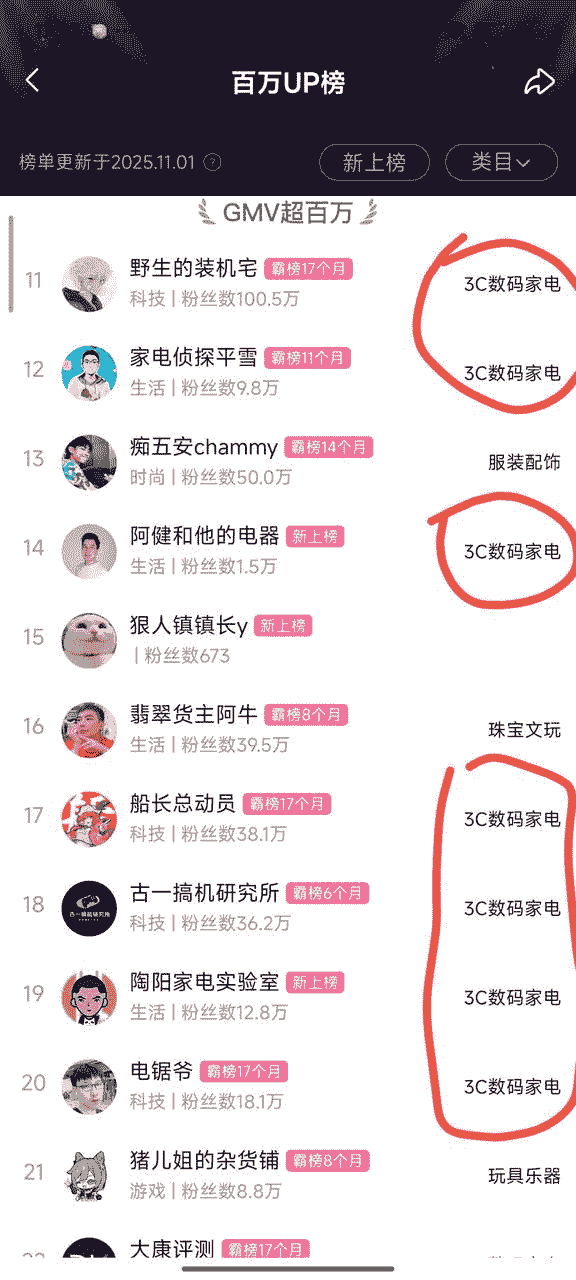 百万UP榜
榜单更新于2025.11.01 ?
新上榜
类目
GMV超百万
11
野生的装机宅 霸榜17个月
科技 | 粉丝数100.5万
3C数码家电
12
家电侦探平雪 霸榜11个月
生活 | 粉丝数9.8万
3C数码家电
13
痴五安chammy 霸榜14个月
时尚 | 粉丝数50.0万
服装配饰
14
阿健和他的电器 新上榜
生活 | 粉丝数1.5万
3C数码家电
15
狠人镇镇长y 新上榜
| 粉丝数673
16
翡翠货主阿牛 霸榜8个月
生活 | 粉丝数39.5万
珠宝文玩
17
船长总动员 霸榜17个月
科技 | 粉丝数38.1万
3C数码家电
18
古一搞机研究所 霸榜6个月
科技 | 粉丝数36.2万
3C数码家电
19
陶阳家电实验室 新上榜
生活 | 粉丝数12.8万
3C数码家电
20
电锯爷 霸榜17个月
科技 | 粉丝数18.1万
3C数码家电
21
猪儿姐的杂货铺 霸榜8个月
游戏 | 粉丝数8.8万
玩具乐器
大康评测 霸榜17个月